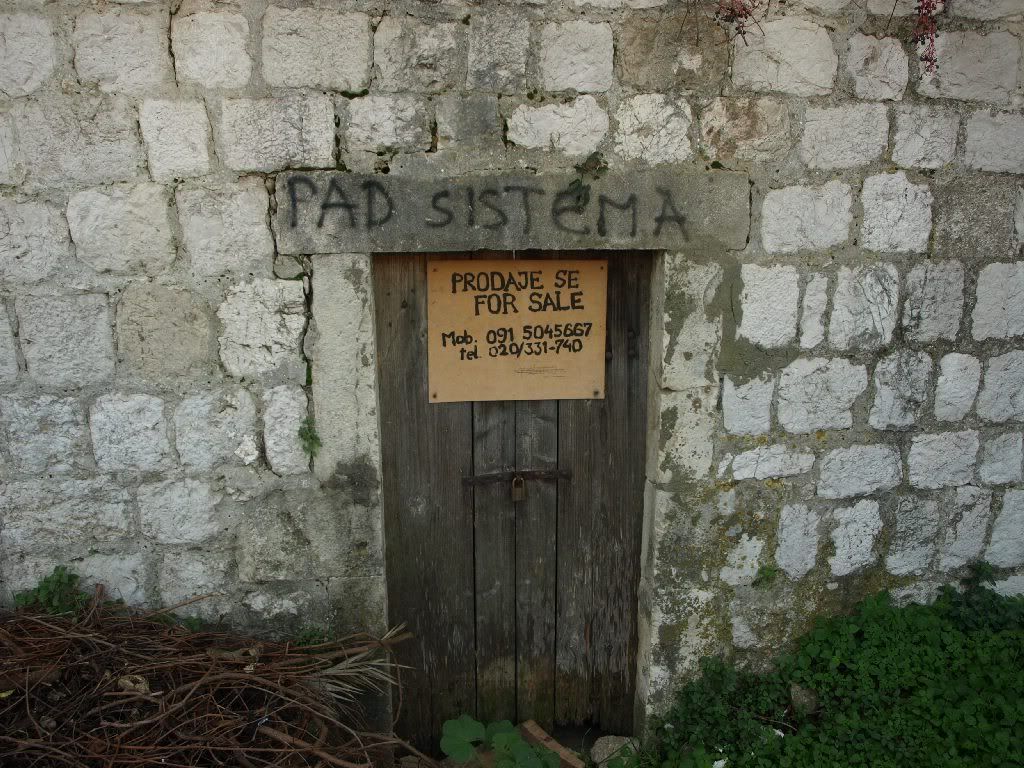 PAD SISTEMA
PRODAJE SE
FOR SALE
Mob. 091 5045667
tel. 020/331-740